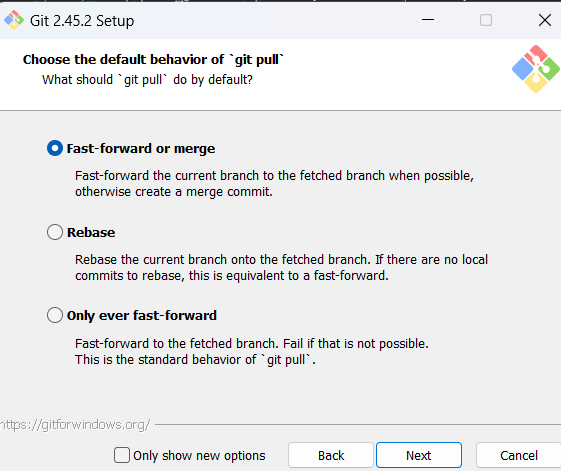 Git 2.45.2 Setup
Choose the default behavior of `git pull`
What should `git pull` do by default?
Fast-forward or merge
Fast-forward the current branch to the fetched branch when possible,
otherwise create a merge commit.
Rebase
Rebase the current branch onto the fetched branch. If there are no local
commits to rebase, this is equivalent to a fast-forward.
Only ever fast-forward
Fast-forward to the fetched branch. Fail if that is not possible.
This is the standard behavior of `git pull`.
https://gitforwindows.org/
Only show new options
Back
Next
Cancel